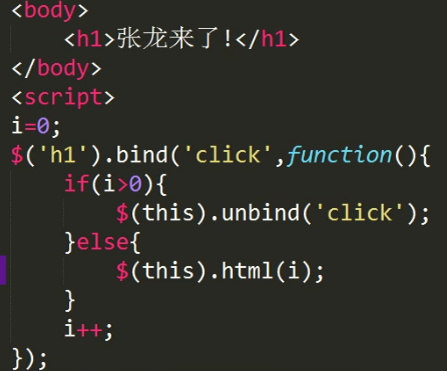 <body>
    <h1>张龙来了!</h1>
</body>
<script>
i=0;
$('h1').bind('click',function(){
    if(i>0){
        $(this).unbind('click');
    }else{
        $(this).html(i);
    }
    i++;
});